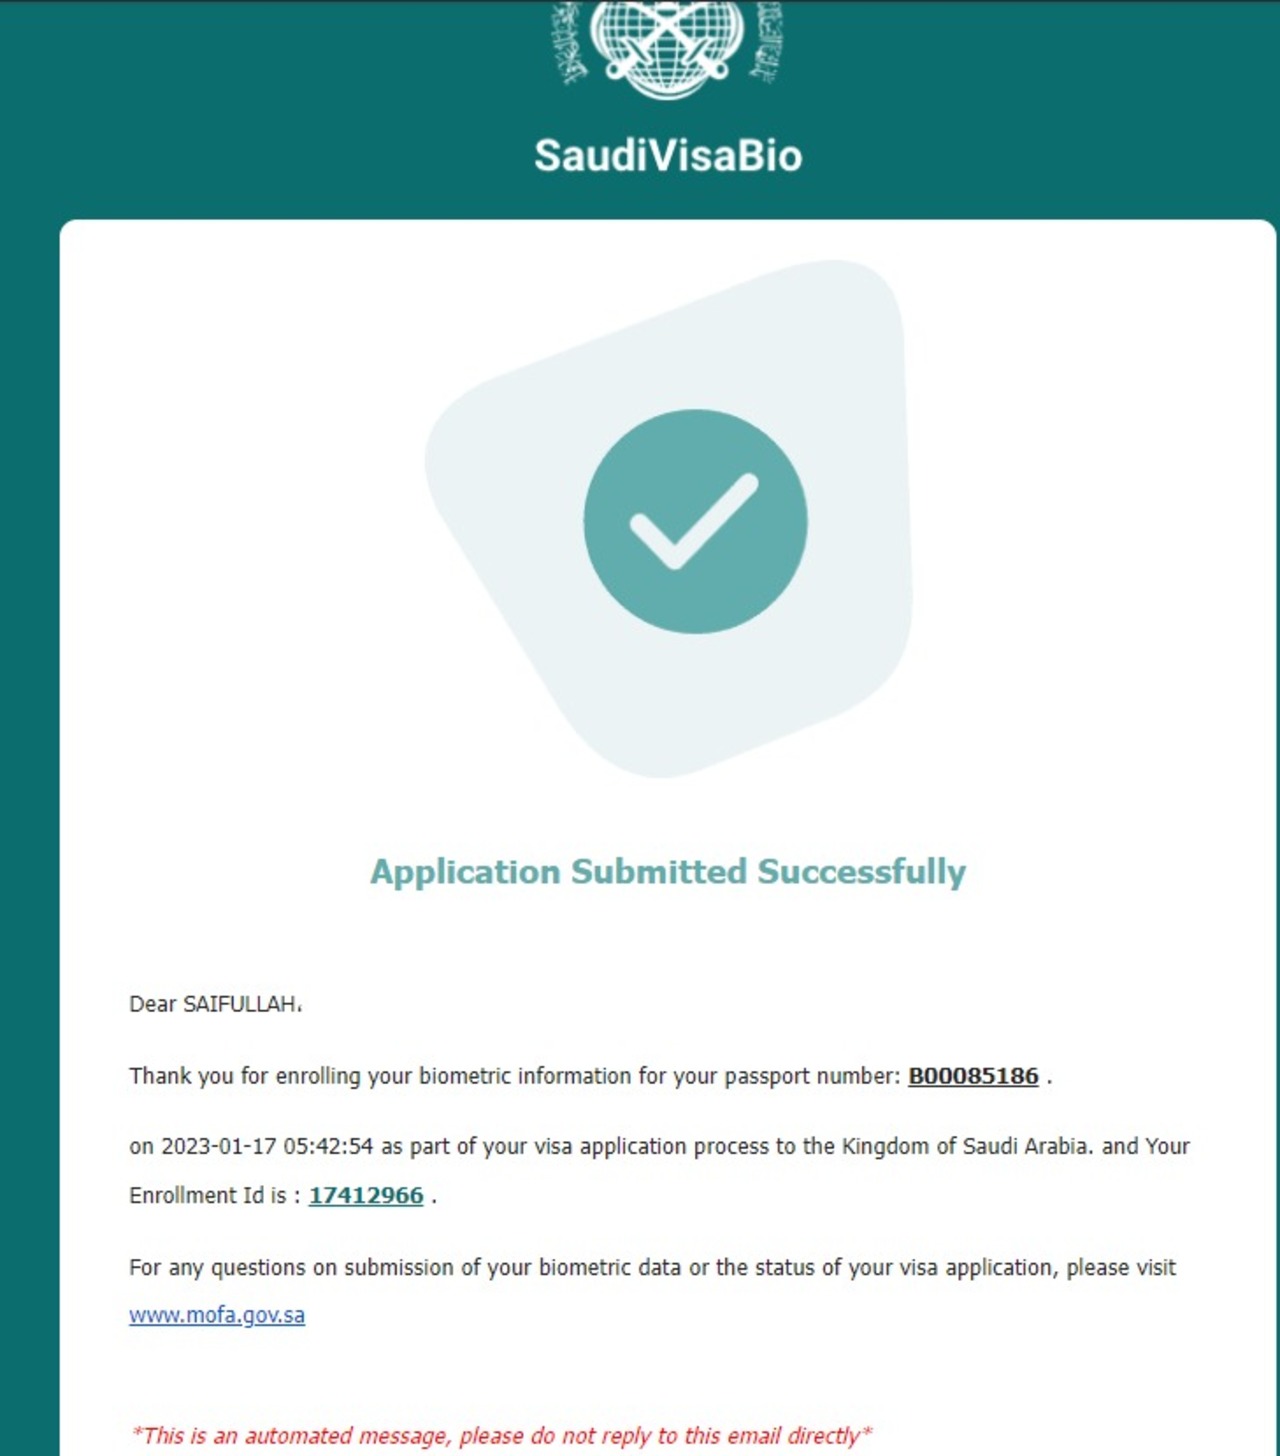 SaudiVisaBio
Application Submitted Successfully
Dear SAIFULLAH،
Thank you for enrolling your biometric information for your passport number: B00085186 .
on 2023-01-17 05:42:54 as part of your visa application process to the Kingdom of Saudi Arabia. and Your
Enrollment Id is : 17412966 .
For any questions on submission of your biometric data or the status of your visa application, please visit
www.mofa.gov.sa
*This is an automated message, please do not reply to this email directly*